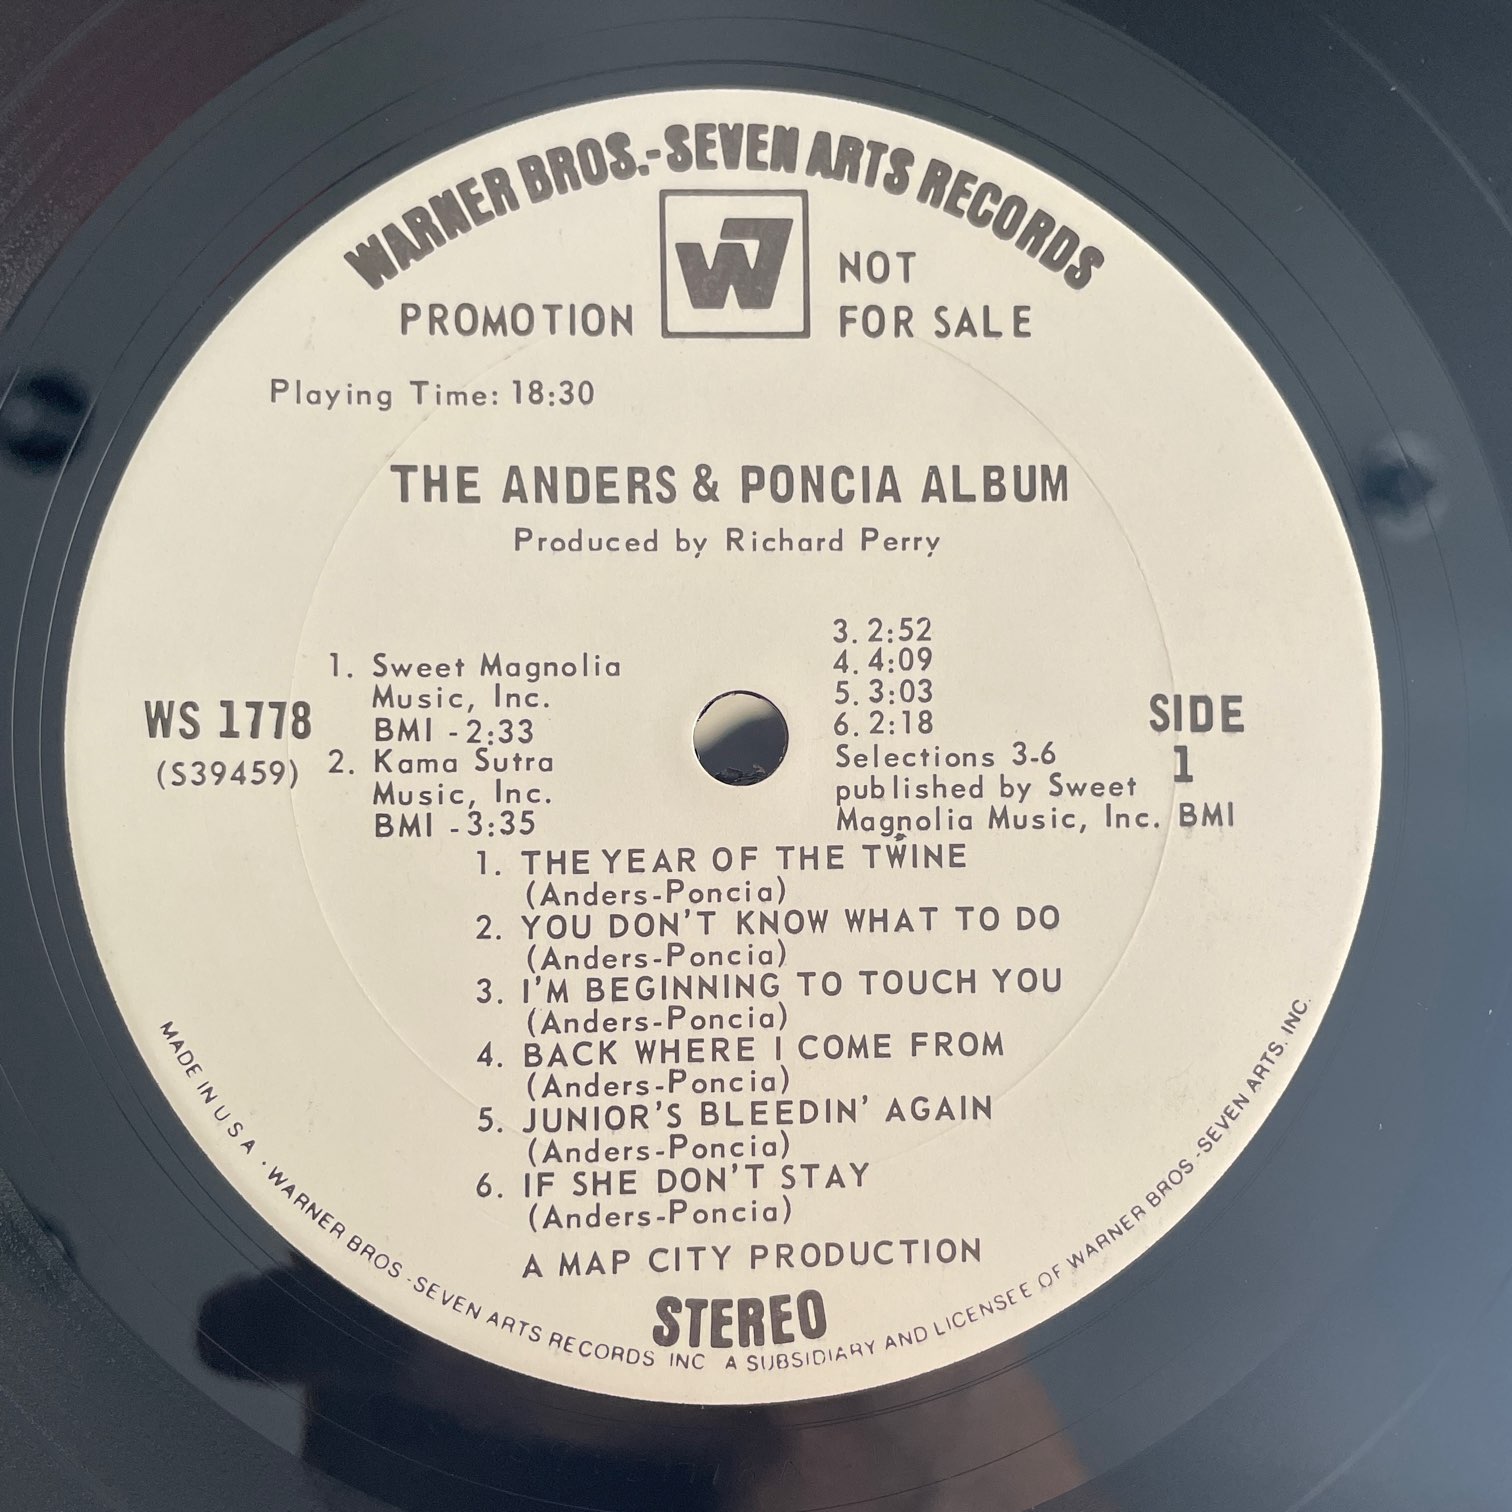 WARNER BROS.-SEVEN ARTS RECORDS
W7
PROMOTION
NOT
FOR SALE
Playing Time: 18:30
THE ANDERS & PONCIA ALBUM
Produced by Richard Perry
WS 1778
(S39459)
1. Sweet Magnolia
Music, Inc.
BMI - 2:33
2. Kama Sutra
Music, Inc.
BMI - 3:35
3. 2:52
4. 4:09
5. 3:03
6. 2:18
Selections 3-6
published by Sweet
Magnolia Music, Inc. BMI
SIDE
1
1. THE YEAR OF THE TWINE
(Anders-Poncia)
2. YOU DON'T KNOW WHAT TO DO
(Anders-Poncia)
3. I'M BEGINNING TO TOUCH YOU
(Anders-Poncia)
4. BACK WHERE I COME FROM
(Anders-Poncia)
5. JUNIOR'S BLEEDIN' AGAIN
(Anders-Poncia)
6. IF SHE DON'T STAY
(Anders-Poncia)
A MAP CITY PRODUCTION
STEREO
MADE IN U S A . WARNER BROS - SEVEN ARTS RECORDS INC A SUBSIDIARY AND LICENSEE OF WARNER BROS - SEVEN ARTS. INC.